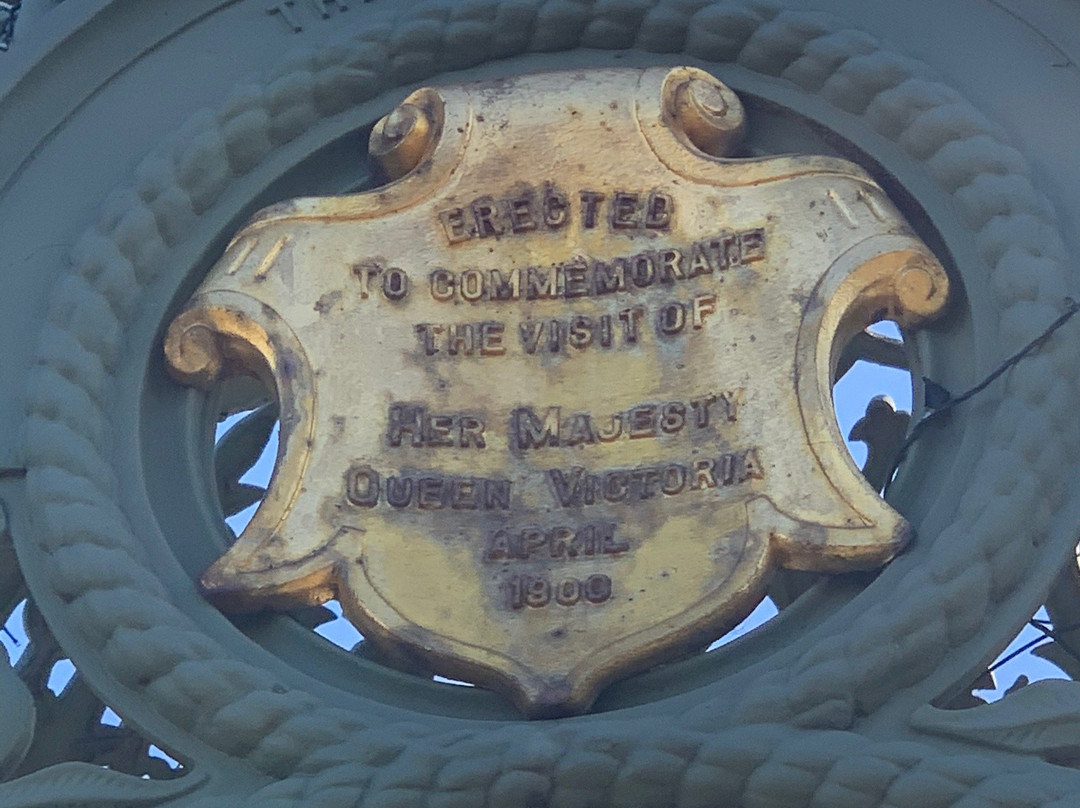 ERECTED
TO COMMEMORATE
THE VISIT OF
HER MAJESTY
QUEEN VICTORIA
APRIL
1900